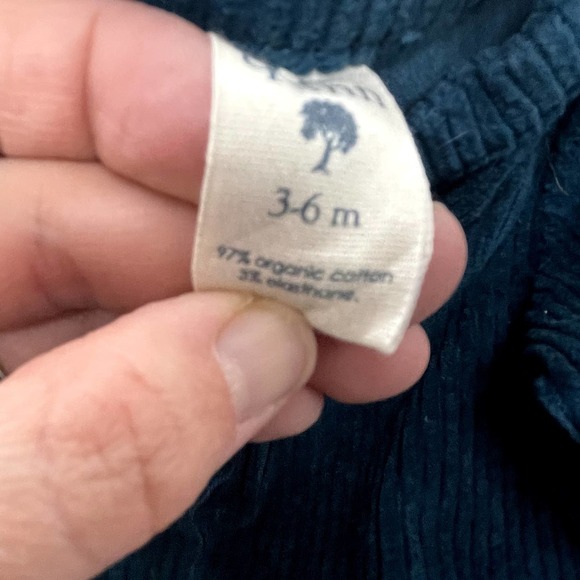 3-6 m
97% organic cotton
3% elasthane.